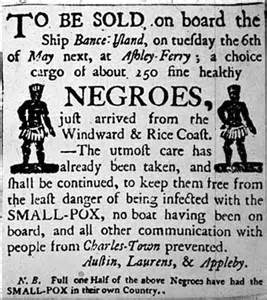 TO BE SOLD on board the
Ship Bance-Yland, on tuesday the 6th
of May next, at Ashley-Ferry; a choice
cargo of about 250 fine healthy
NEGROES,
just arrived from the
Windward & Rice Coast.
—The utmost care has
already been taken, and
shall be continued, to keep them free from
the least danger of being infected with the
SMALL-POX, no boat having been on
board, and all other communication with
people from Charles-Town prevented.
Austin, Laurens, & Appleby.
N. B. Full one Half of the above Negroes have had the
SMALL-POX in their own Country.